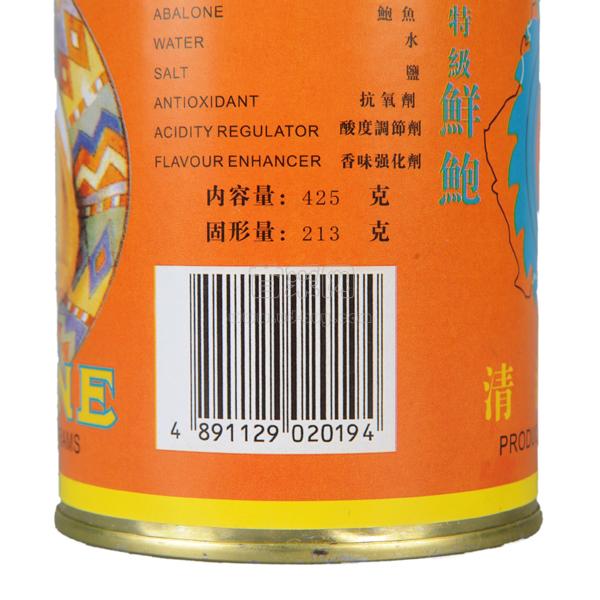 ABALONE 鮑魚
WATER 水
SALT 鹽
ANTIOXIDANT 抗氧劑
ACIDITY REGULATOR 酸度調節劑
FLAVOUR ENHANCER 香味强化劑
内容量: 425 克
固形量: 213 克
4 891129 020194
特級
鮮鮑
NE
AMS
清
PRODU